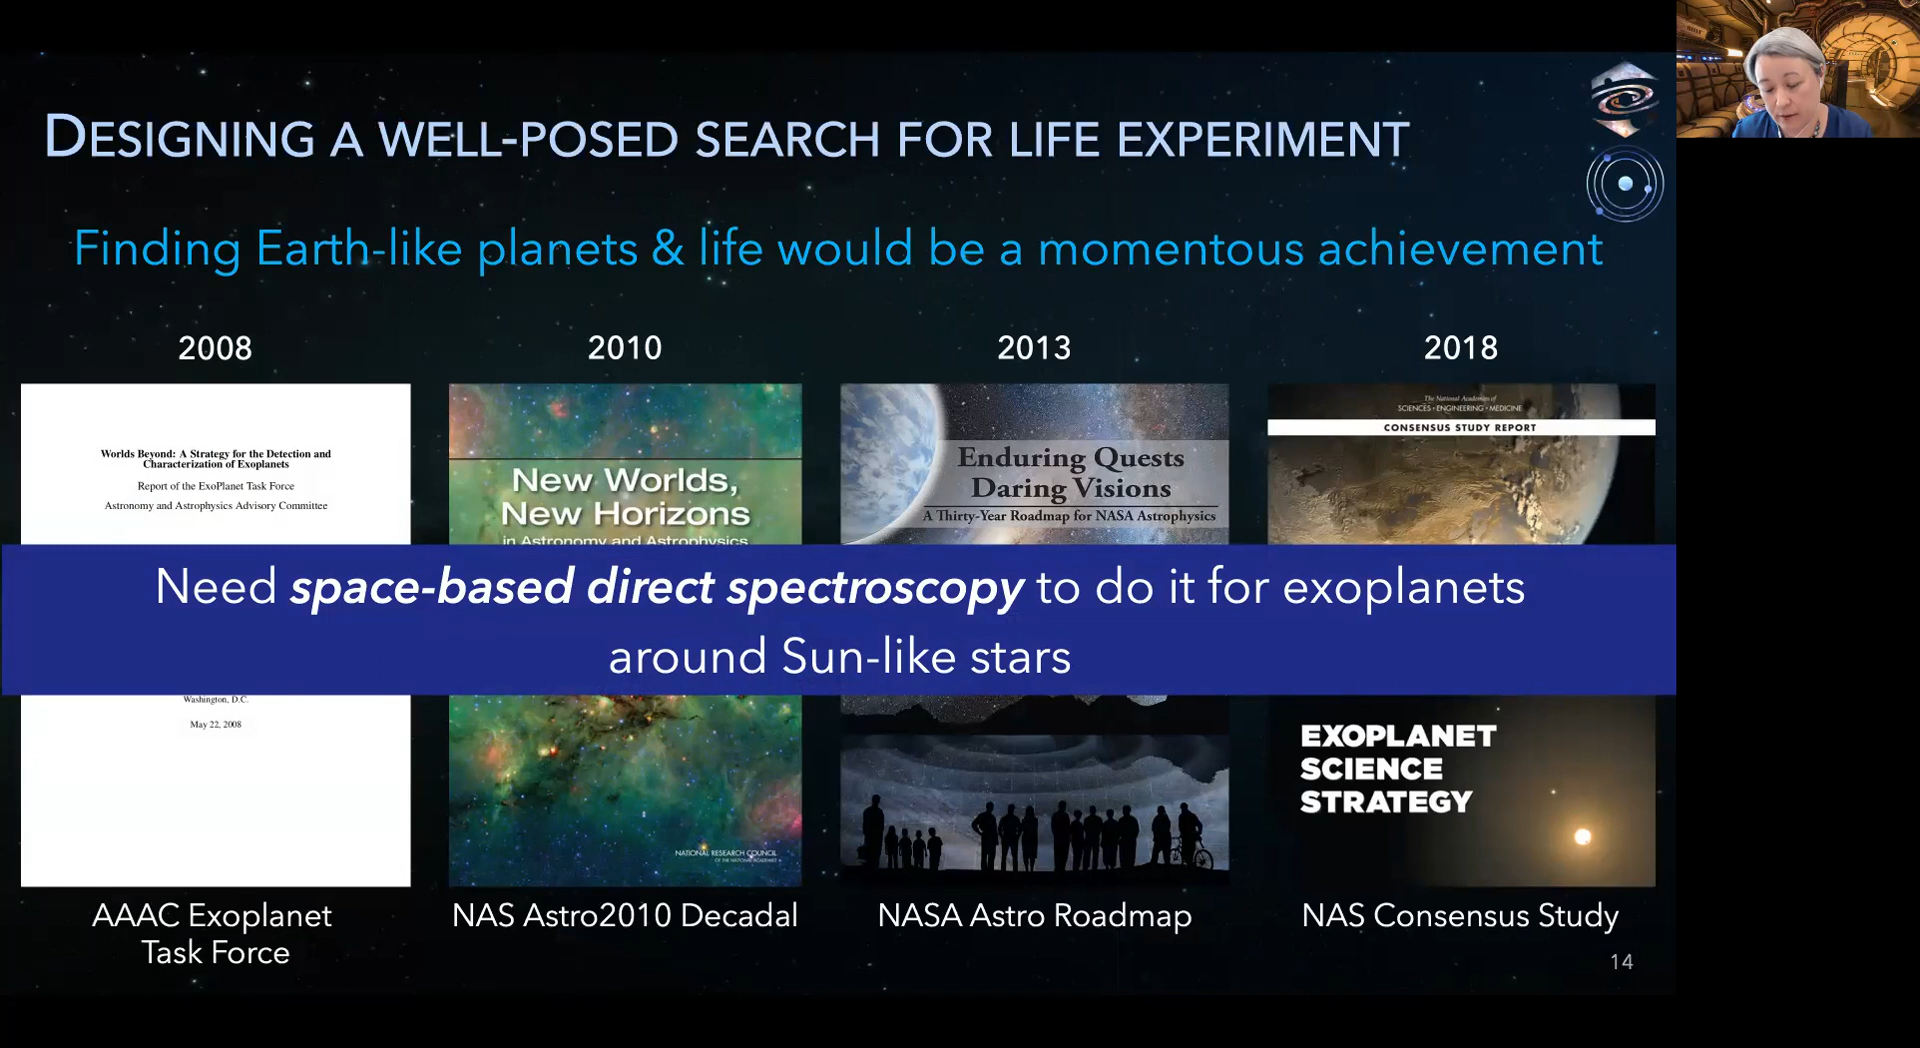 DESIGNING A WELL-POSED SEARCH FOR LIFE EXPERIMENT
Finding Earth-like planets & life would be a momentous achievement
2008
2010
2013
2018
Worlds Beyond: A Strategy for the Detection and
Characterization of Exoplanets
Report of the ExoPlanet Task Force
Astronomy and Astrophysics Advisory Committee
New Worlds,
New Horizons
in Astronomy and Astrophysics
Enduring Quests
Daring Visions
A Thirty-Year Roadmap for NASA Astrophysics
The National Academies of
SCIENCES • ENGINEERING • MEDICINE
CONSENSUS STUDY REPORT
Need space-based direct spectroscopy to do it for exoplanets
around Sun-like stars
Washington, D.C.
May 22, 2008
NATIONAL RESEARCH COUNCIL
OF THE NATIONAL ACADEMIES
EXOPLANET
SCIENCE
STRATEGY
AAAC Exoplanet
Task Force
NAS Astro2010 Decadal
NASA Astro Roadmap
NAS Consensus Study
14